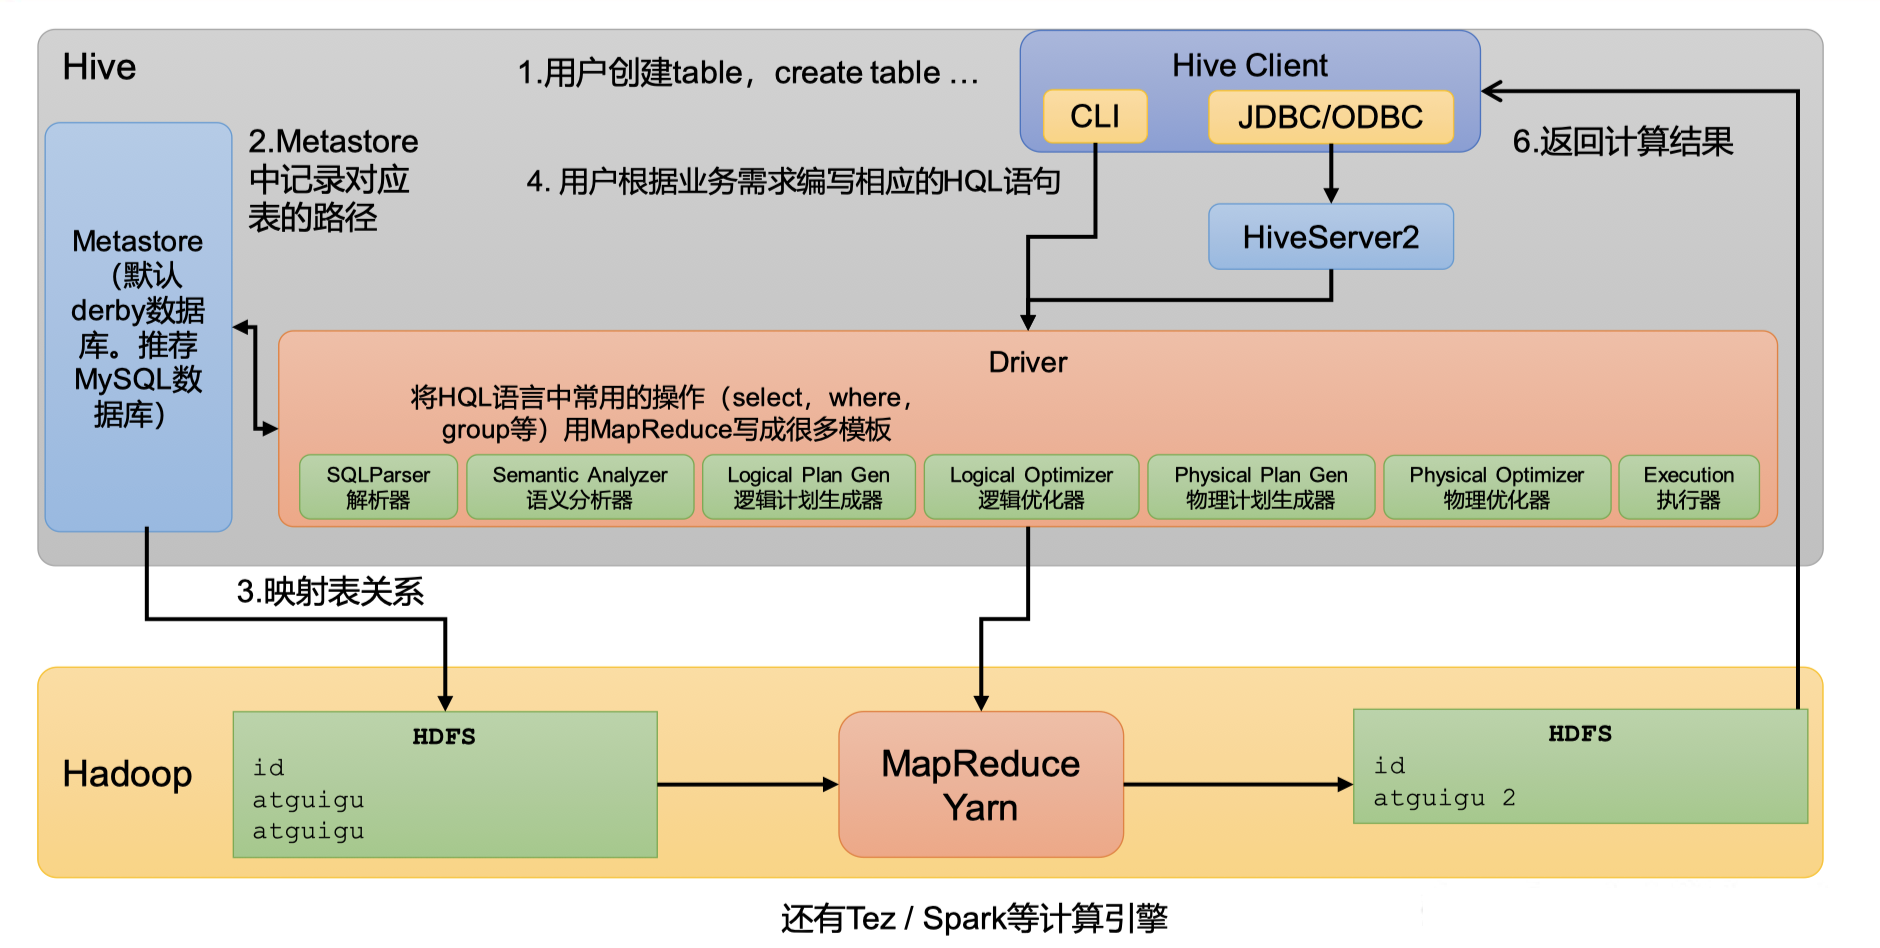 Hive
1.用户创建table，create table …
Hive Client
CLI
JDBC/ODBC
2.Metastore
中记录对应
表的路径
6.返回计算结果
4. 用户根据业务需求编写相应的HQL语句
HiveServer2
Metastore
（默认
derby数据
库。推荐
MySQL数
据库）
Driver
将HQL语言中常用的操作（select，where，
group等）用MapReduce写成很多模板
SQLParser
解析器
Semantic Analyzer
语义分析器
Logical Plan Gen
逻辑计划生成器
Logical Optimizer
逻辑优化器
Physical Plan Gen
物理计划生成器
Physical Optimizer
物理优化器
Execution
执行器
3.映射表关系
Hadoop
HDFS
id
atguigu
atguigu
MapReduce
Yarn
HDFS
id
atguigu 2
还有Tez / Spark等计算引擎